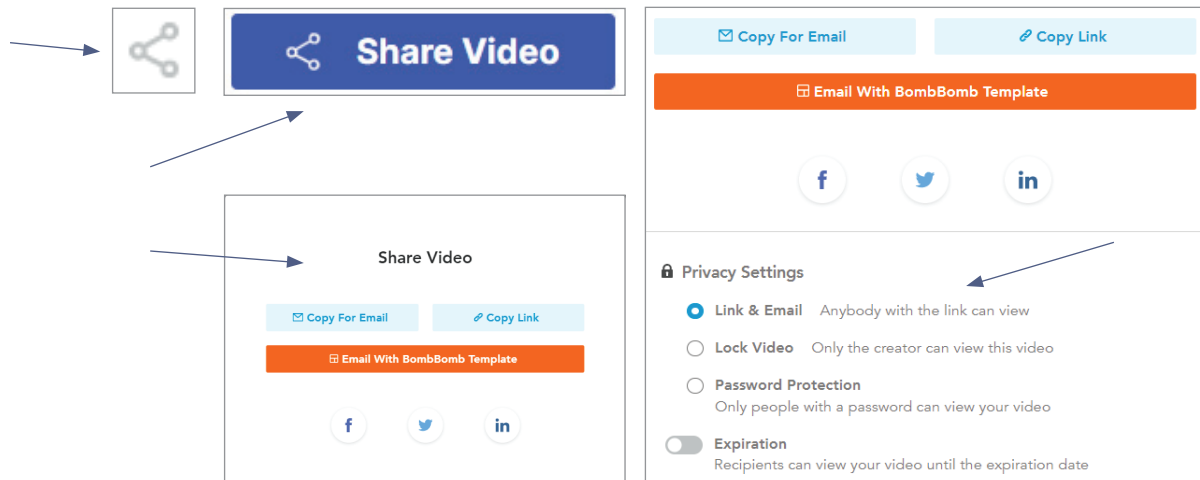 Share Video
Share Video
Copy For Email
Copy Link
Email With BombBomb Template
Copy For Email
Copy Link
Email With BombBomb Template
Privacy Settings
Link & Email Anybody with the link can view
Lock Video Only the creator can view this video
Password Protection
Only people with a password can view your video
Expiration
Recipients can view your video until the expiration date